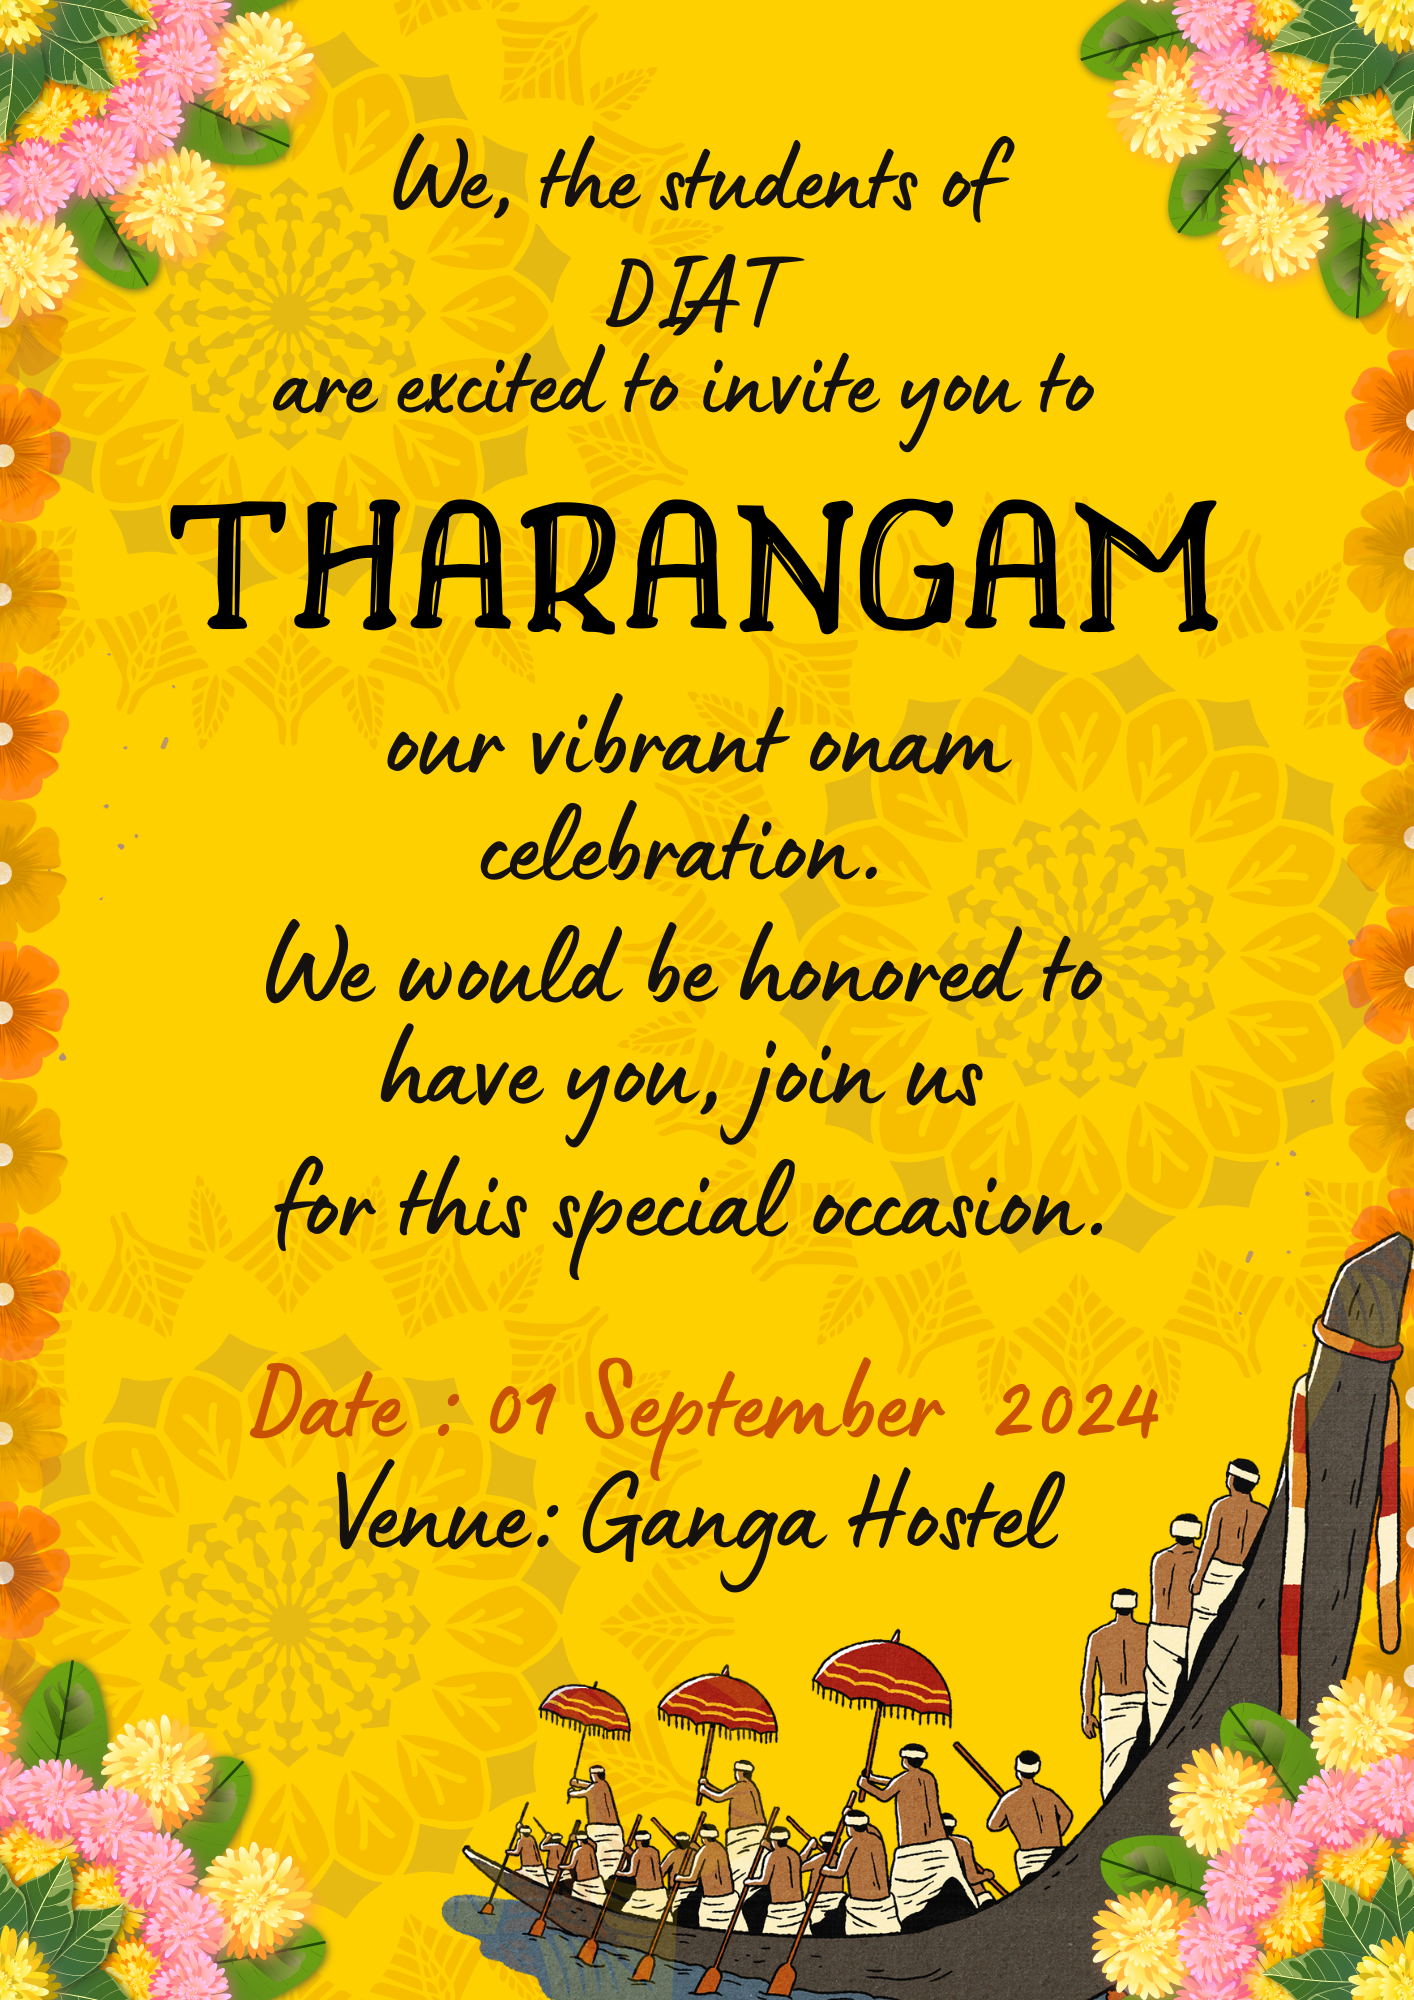 We, the students of
DIAT
are excited to invite you to
THARANGAM
our vibrant onam
celebration.
We would be honored to
have you, join us
for this special occasion.
Date : 01 September 2024
Venue: Ganga Hostel